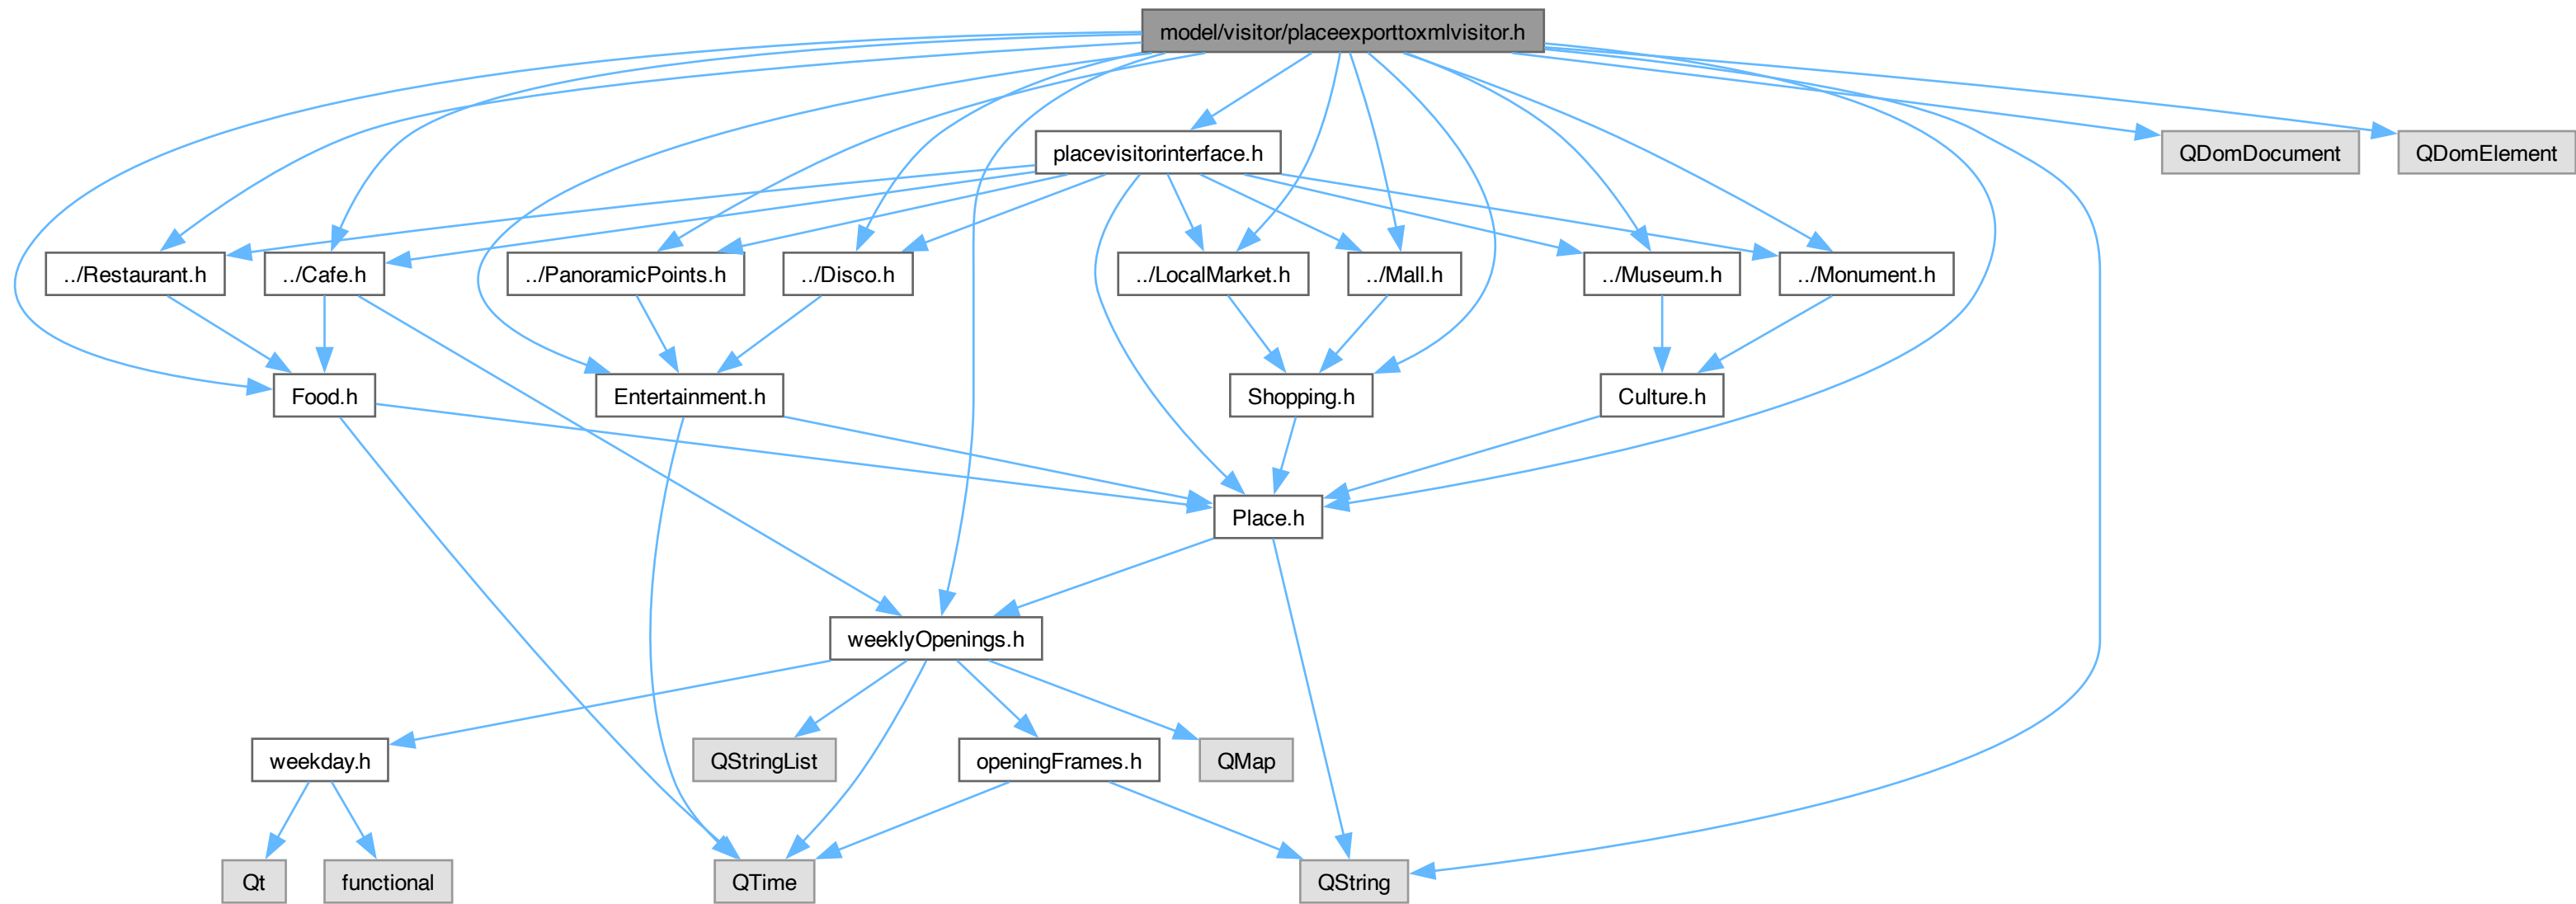 model/visitor/placeexporttoxmlvisitor.h
placevisitorinterface.h
QDomDocument
QDomElement
../Restaurant.h
../Cafe.h
../PanoramicPoints.h
../Disco.h
../LocalMarket.h
../Mall.h
../Museum.h
../Monument.h
Food.h
Entertainment.h
Shopping.h
Culture.h
Place.h
weeklyOpenings.h
weekday.h
QStringList
openingFrames.h
QMap
Qt
functional
QTime
QString